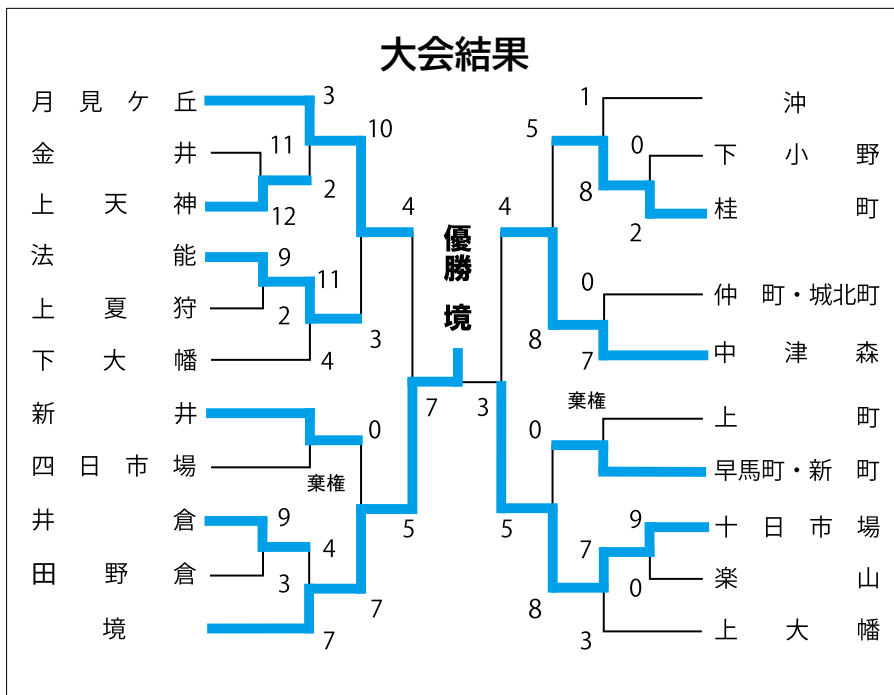 大会結果
月見ケ丘
3
10
金井
11
上天神
12
2
4
法能
9
11
上夏狩
2
3
下大幡
4
新井
0
四日市場
棄権
井倉
9
4
5
田野倉
3
7
境
7
優勝 境
7
3
1
沖
5
0
下小野
8
桂町
2
4
0
仲町・城北町
8
中津森
7
棄権
上町
0
早馬町・新町
9
十日市場
7
5
楽山
0
8
上大幡
3